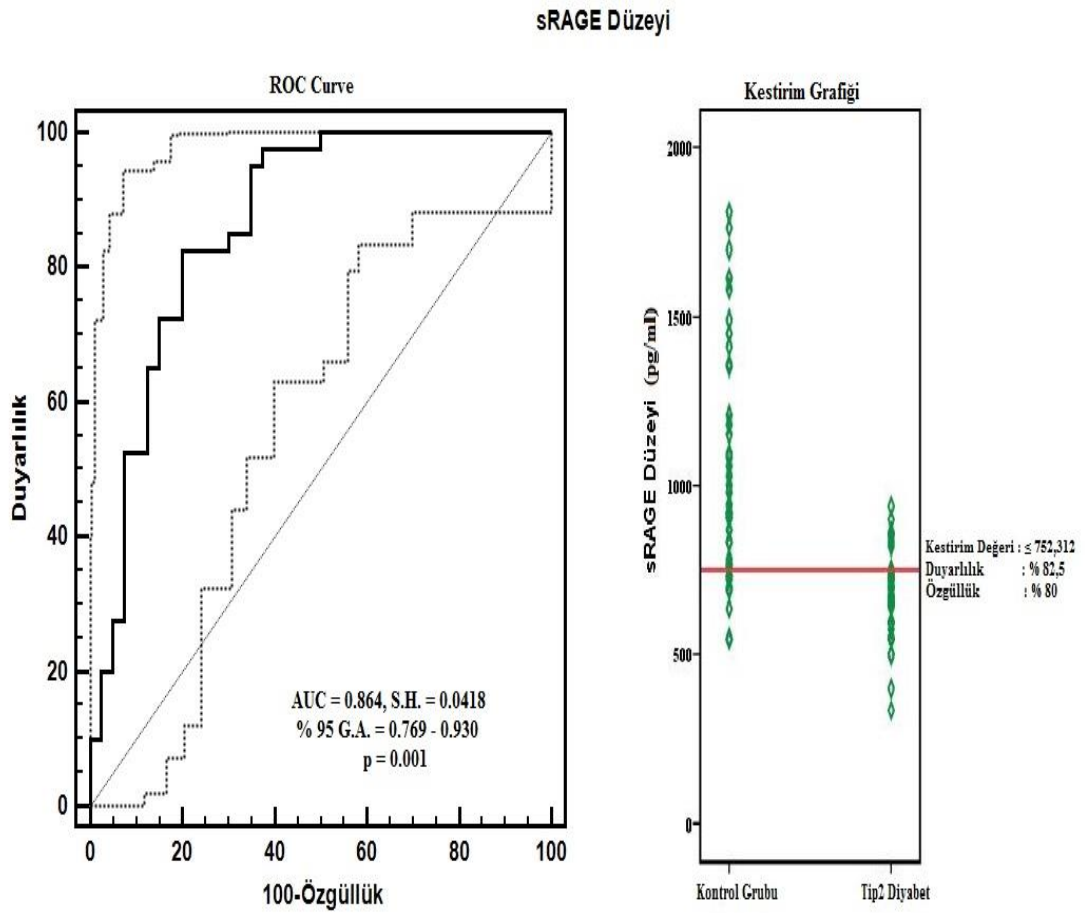 sRAGE Düzeyi
ROC Curve
100
80
60
40
20
0
Duyarlılık
AUC = 0.864, S.H. = 0.0418
% 95 G.A. = 0.769 - 0.930
p = 0.001
0 20 40 60 80 100
100-Özgüllük
Kestirim Grafiği
2000
1500
1000
500
0
sRAGE Düzeyi (pg/ml)
Kestirim Değeri : ≤ 752,312
Duyarlılık : % 82,5
Özgüllük : % 80
Kontrol Grubu Tip2 Diyabet